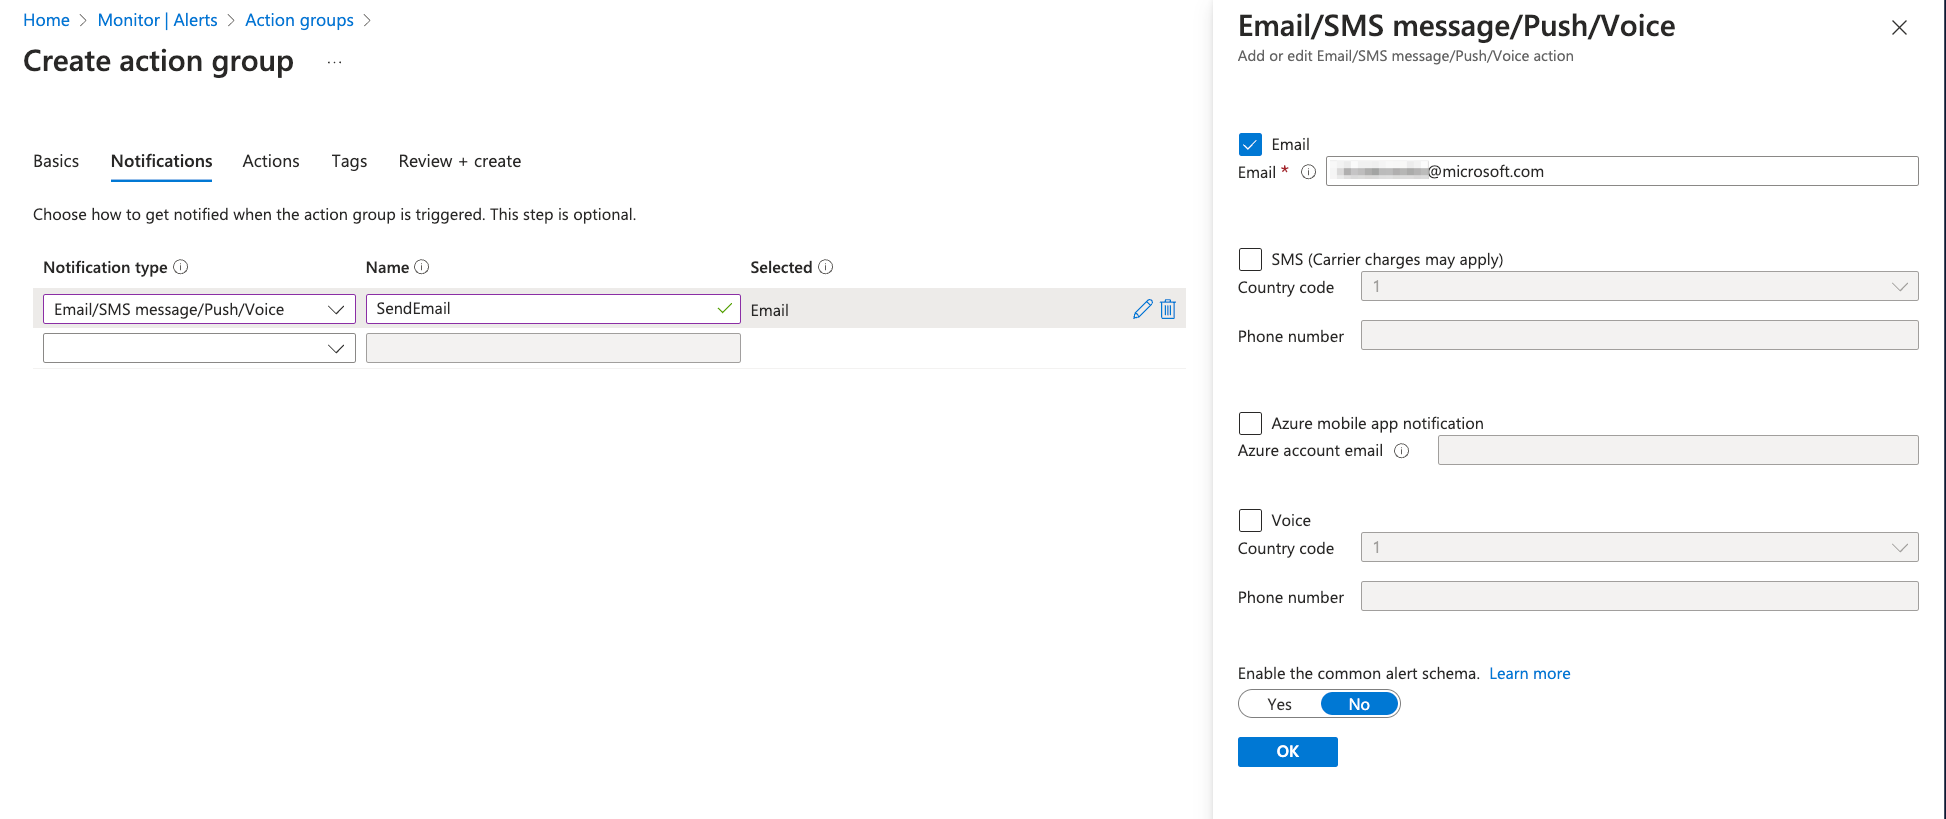 Home > Monitor | Alerts > Action groups >
Create action group ...
Basics Notifications Actions Tags Review + create
Choose how to get notified when the action group is triggered. This step is optional.
Notification type Name Selected
Email/SMS message/Push/Voice SendEmail Email
Email/SMS message/Push/Voice
Add or edit Email/SMS message/Push/Voice action
Email
Email * @microsoft.com
SMS (Carrier charges may apply)
Country code 1
Phone number
Azure mobile app notification
Azure account email
Voice
Country code 1
Phone number
Enable the common alert schema. Learn more
Yes No
OK